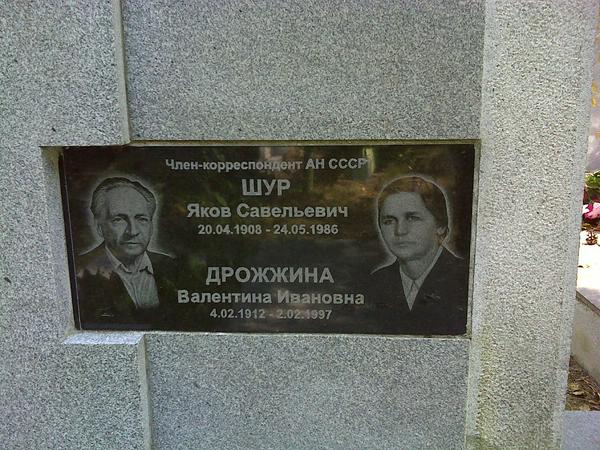 Член-корреспондент АН СССР
ШУР
Яков Савельевич
20.04.1908 - 24.05.1986
ДРОЖЖИНА
Валентина Ивановна
4.02.1912 - 2.02.1997